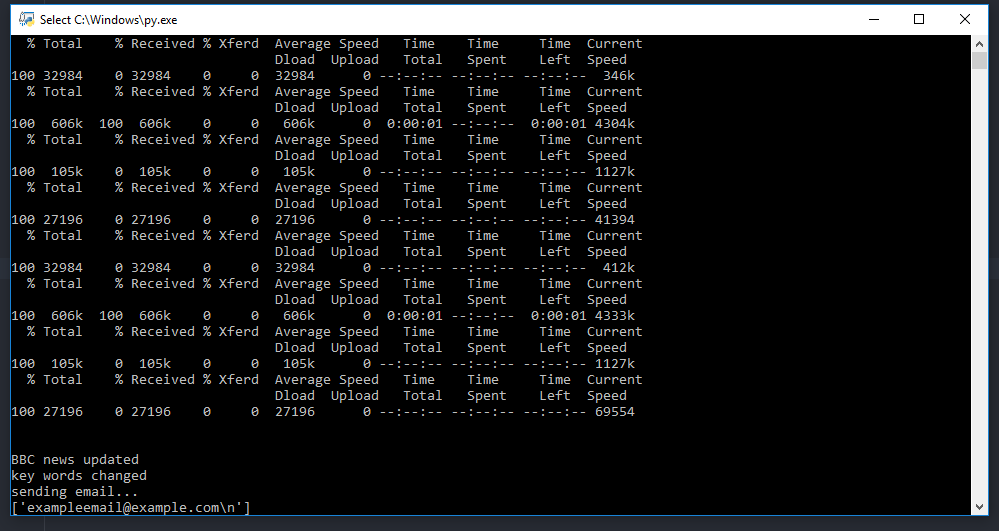 Select C:\Windows\py.exe
  % Total    % Received % Xferd  Average Speed   Time    Time     Time  Current
                                 Dload  Upload   Total   Spent    Left  Speed
100 32984    0 32984    0     0  32984      0 --:--:-- --:--:-- --:--:--  346k
  % Total    % Received % Xferd  Average Speed   Time    Time     Time  Current
                                 Dload  Upload   Total   Spent    Left  Speed
100  606k  100  606k    0     0   606k      0  0:00:01 --:--:--  0:00:01 4304k
  % Total    % Received % Xferd  Average Speed   Time    Time     Time  Current
                                 Dload  Upload   Total   Spent    Left  Speed
100  105k    0  105k    0     0   105k      0 --:--:-- --:--:-- --:--:-- 1127k
  % Total    % Received % Xferd  Average Speed   Time    Time     Time  Current
                                 Dload  Upload   Total   Spent    Left  Speed
100 27196    0 27196    0     0  27196      0 --:--:-- --:--:-- --:--:-- 41394
  % Total    % Received % Xferd  Average Speed   Time    Time     Time  Current
                                 Dload  Upload   Total   Spent    Left  Speed
100 32984    0 32984    0     0  32984      0 --:--:-- --:--:-- --:--:--  412k
  % Total    % Received % Xferd  Average Speed   Time    Time     Time  Current
                                 Dload  Upload   Total   Spent    Left  Speed
100  606k  100  606k    0     0   606k      0  0:00:01 --:--:--  0:00:01 4333k
  % Total    % Received % Xferd  Average Speed   Time    Time     Time  Current
                                 Dload  Upload   Total   Spent    Left  Speed
100  105k    0  105k    0     0   105k      0 --:--:-- --:--:-- --:--:-- 1127k
  % Total    % Received % Xferd  Average Speed   Time    Time     Time  Current
                                 Dload  Upload   Total   Spent    Left  Speed
100 27196    0 27196    0     0  27196      0 --:--:-- --:--:-- --:--:-- 69554
BBC news updated
key words changed
sending email...
['exampleemail@example.com\n']